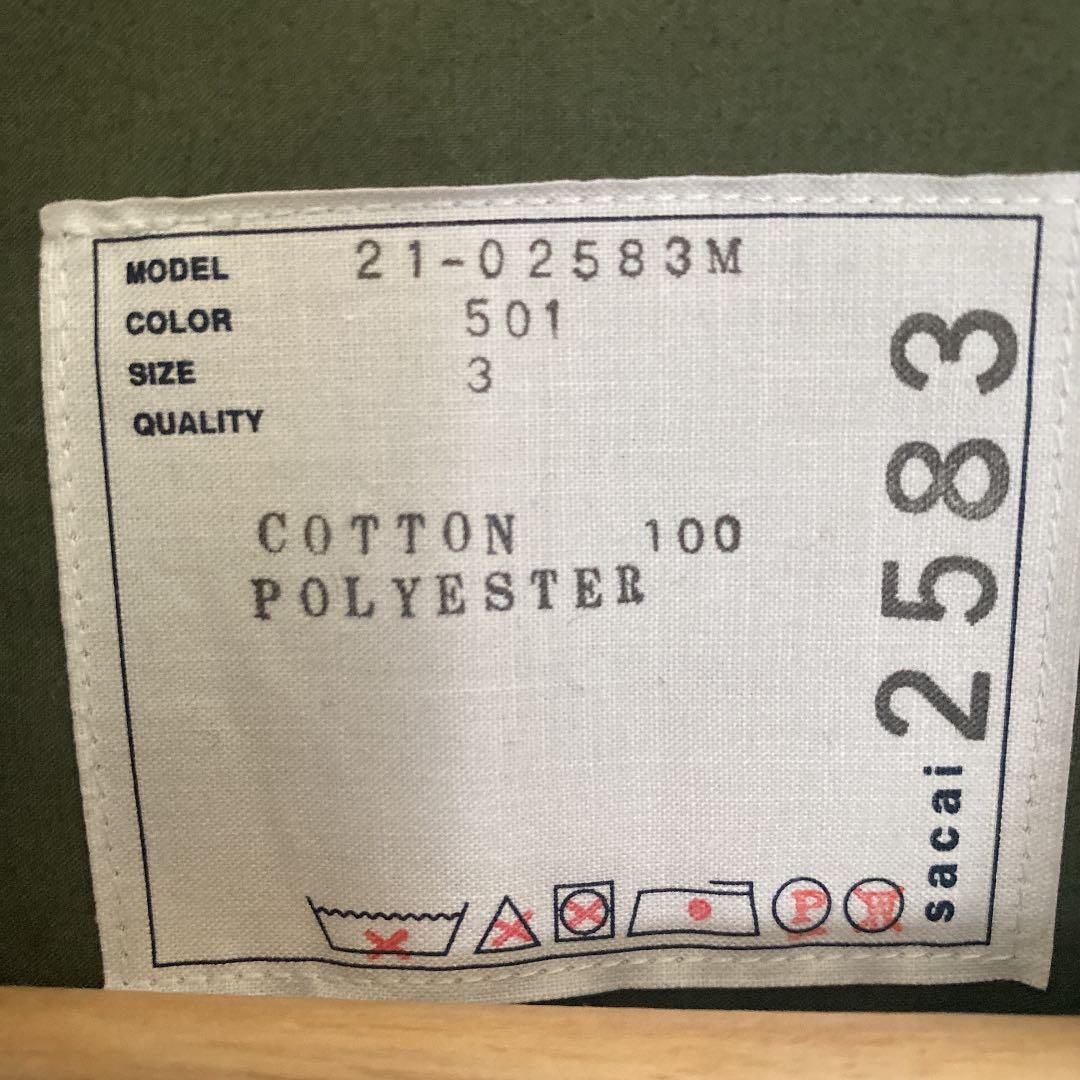 MODEL 21-02583M
COLOR 501
SIZE 3
QUALITY
COTTON 100
POLYESTER
sacai 2583
P
W